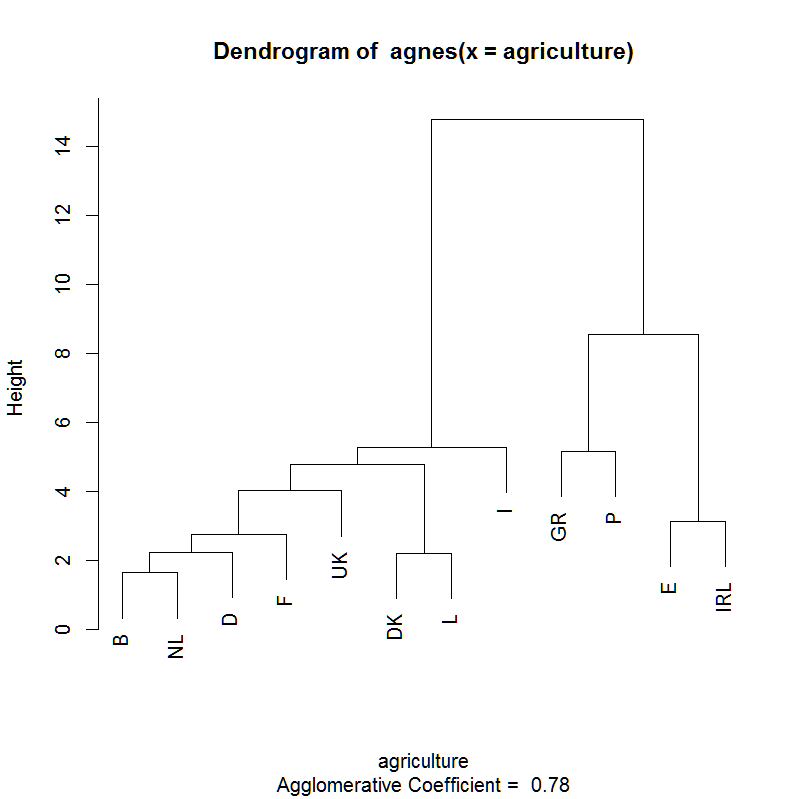 Dendrogram of agnes(x = agriculture)
Height
14
12
10
8
6
4
2
0
B
NL
D
F
UK
DK
L
I
GR
P
E
IRL
agriculture
Agglomerative Coefficient = 0.78